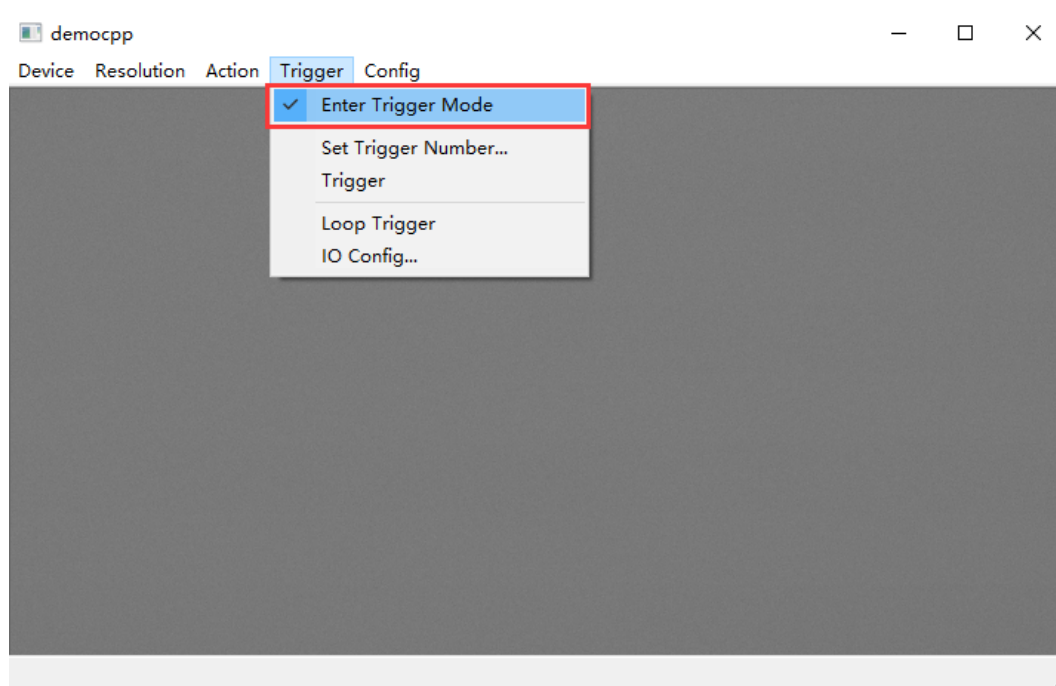 democpp
Device Resolution Action Trigger Config
Enter Trigger Mode
Set Trigger Number...
Trigger
Loop Trigger
IO Config...